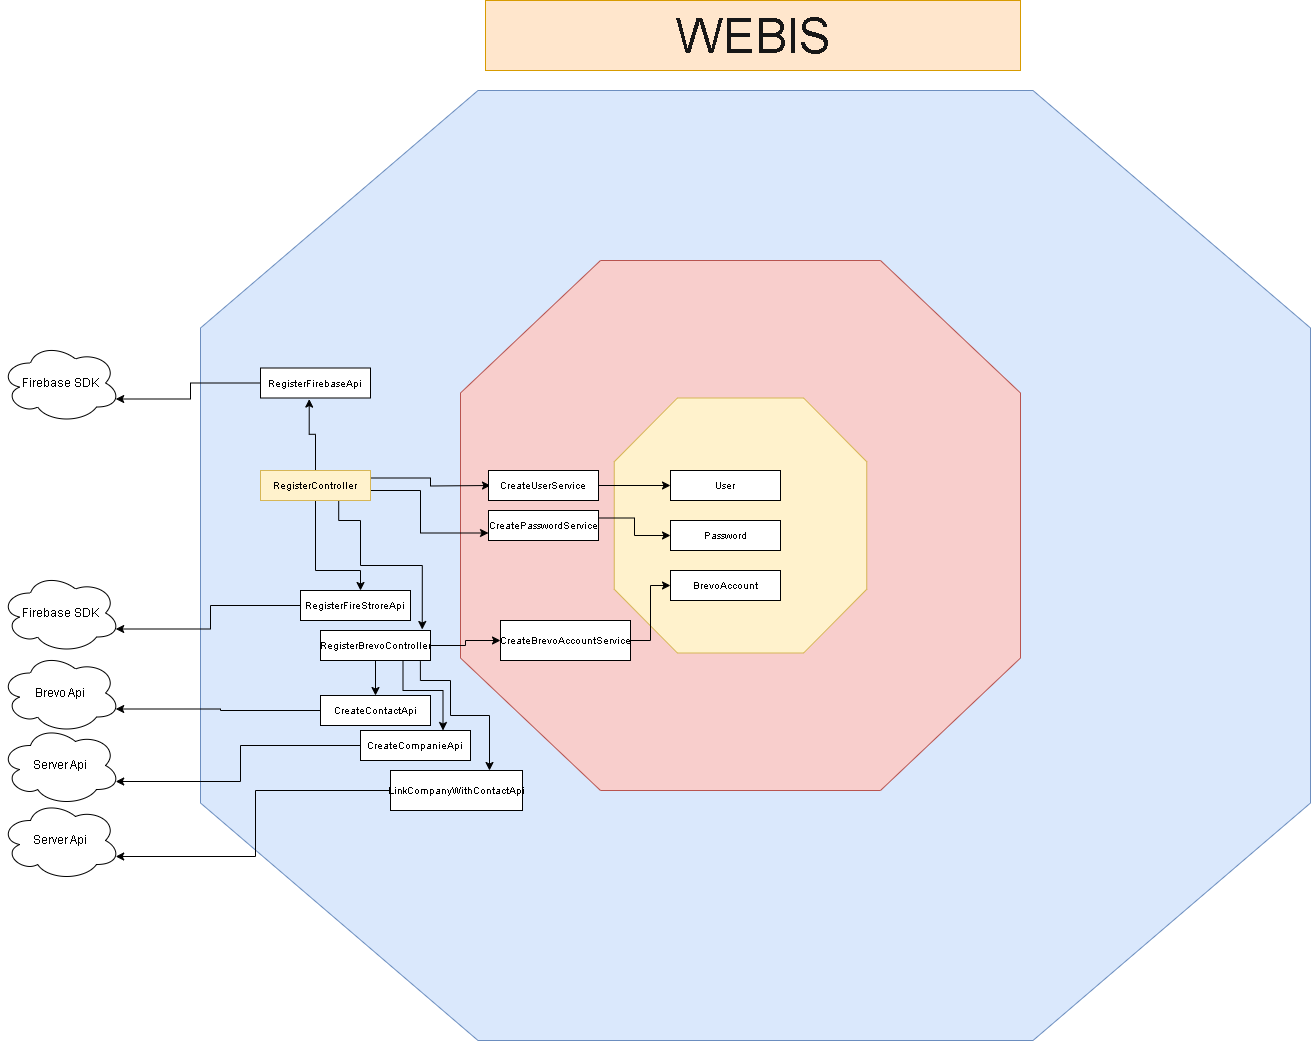 WEBIS
Firebase SDK
RegisterFirebaseApi
RegisterController
CreateUserService
User
CreatePasswordService
Password
BrevoAccount
Firebase SDK
RegisterFireStroreApi
RegisterBrevoController
CreateBrevoAccountService
Brevo Api
CreateContactApi
Server Api
CreateCompanieApi
LinkCompanyWithContactApi
Server Api